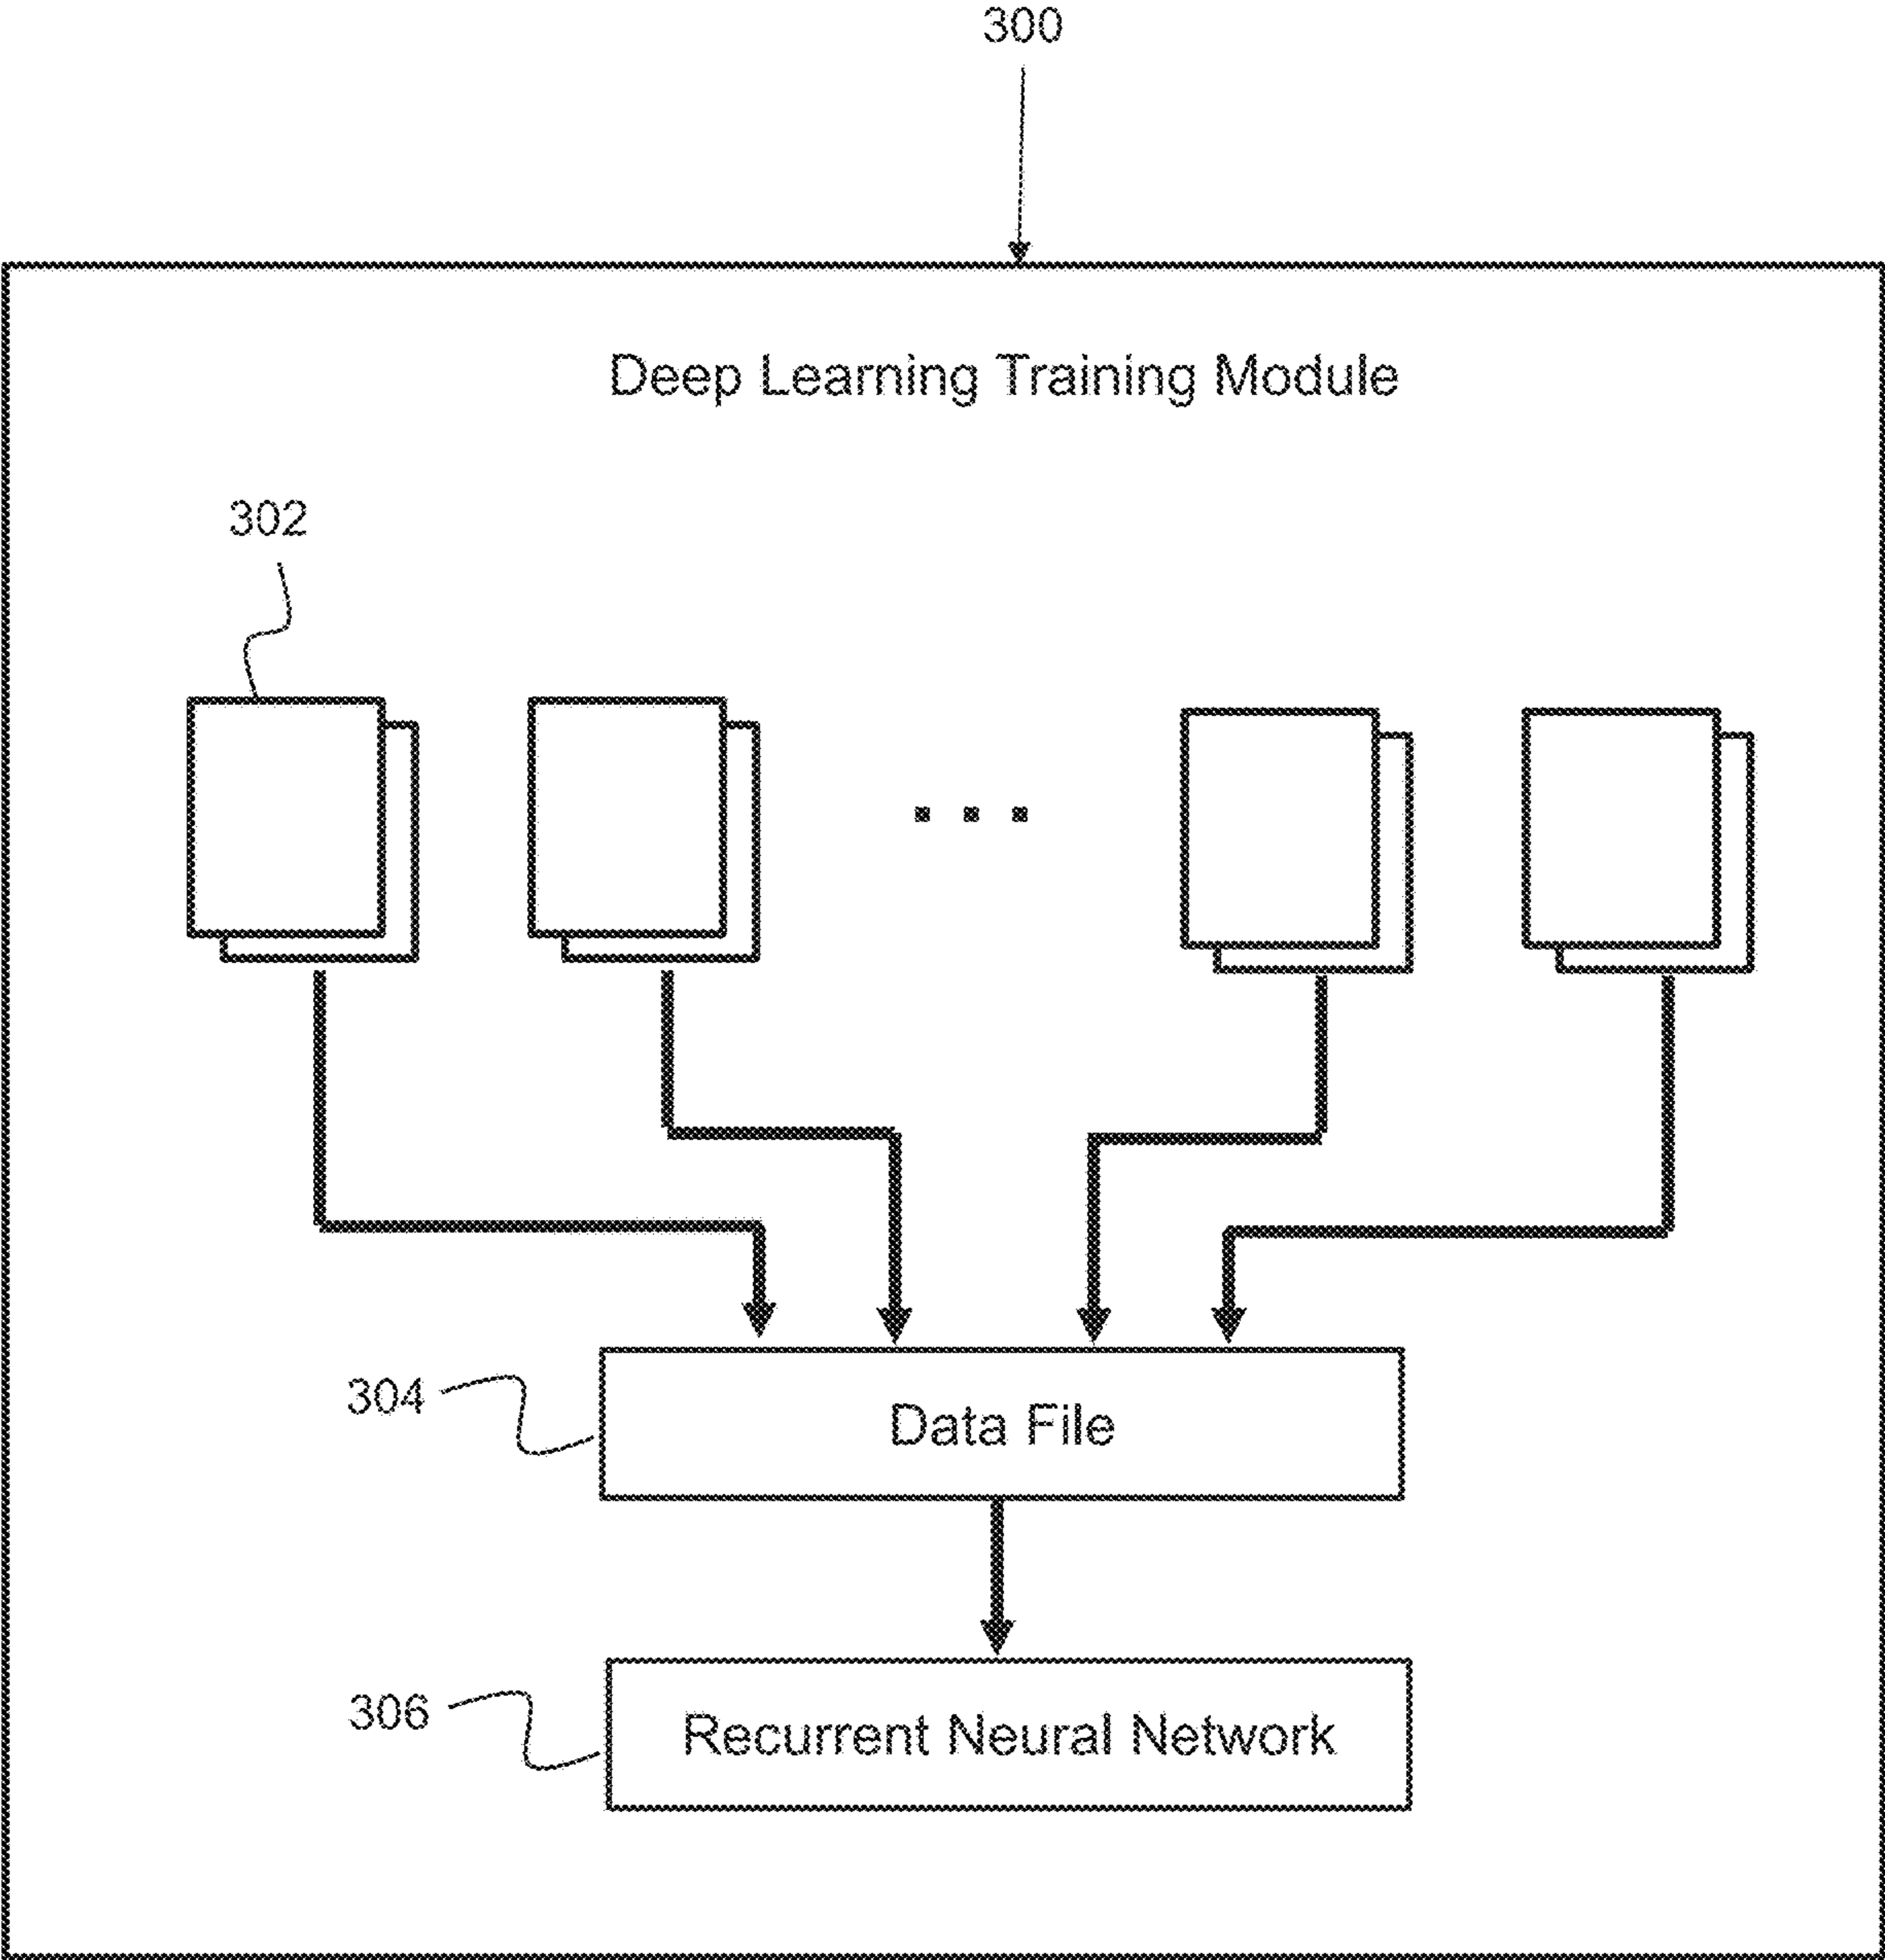 300
Deep Learning Training Module
302
. . .
304
Data File
306
Recurrent Neural Network